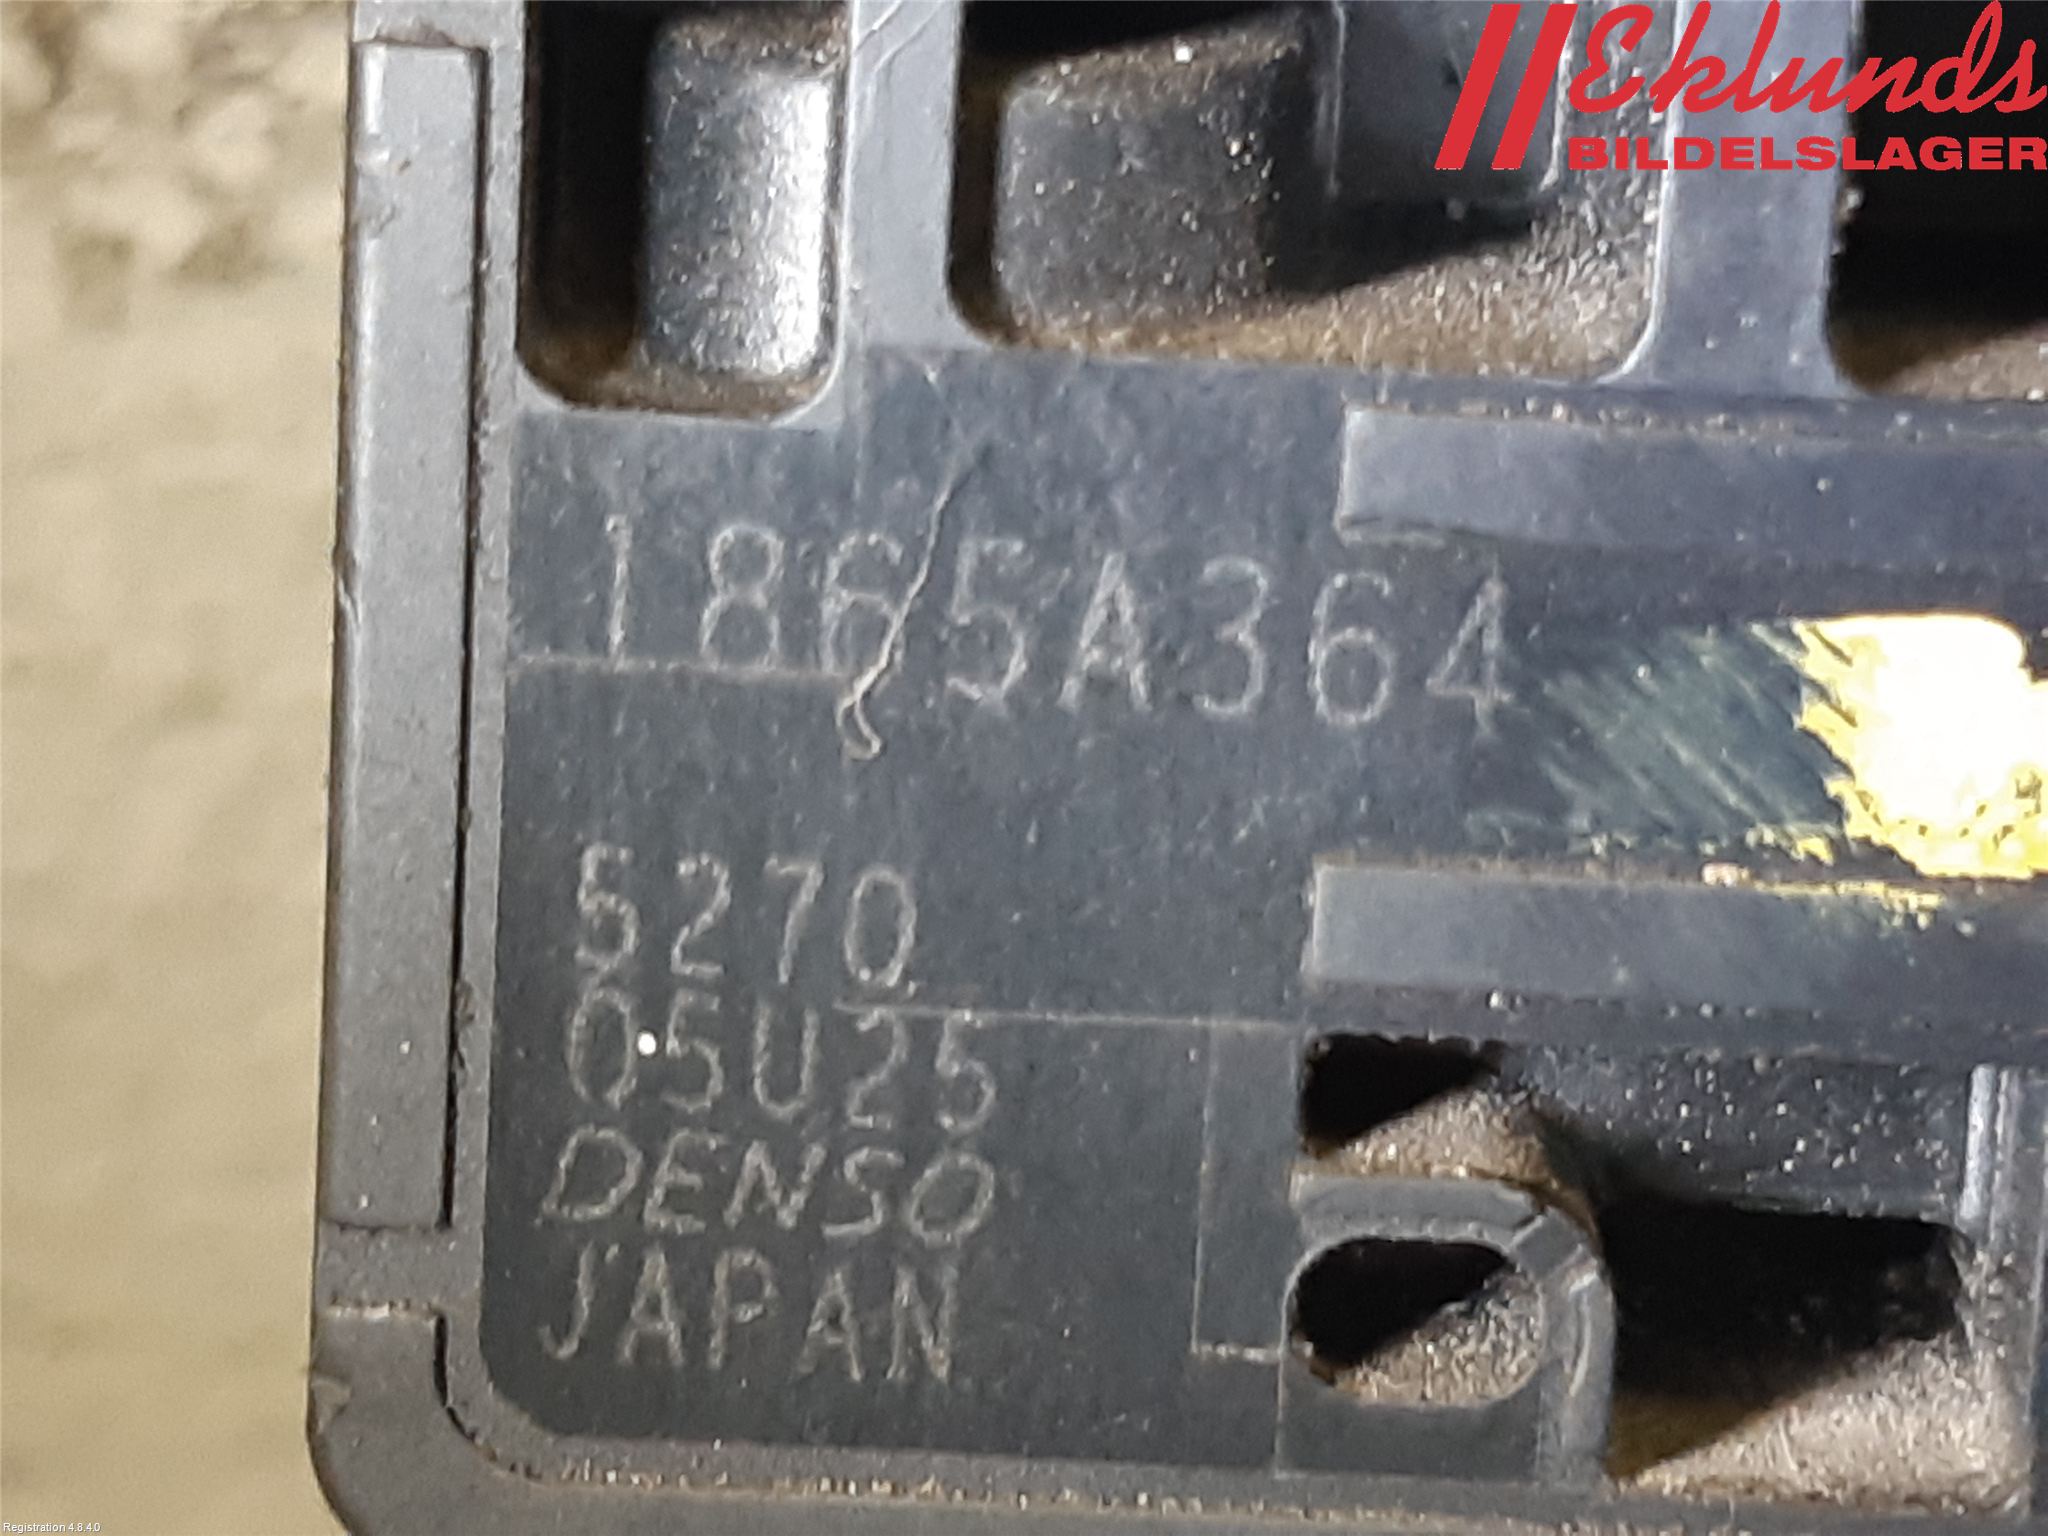 Eklunds
BILDELSLAGER
1865A364
5270
05U25
DENSO
JAPAN
Registration 4.8.4.0